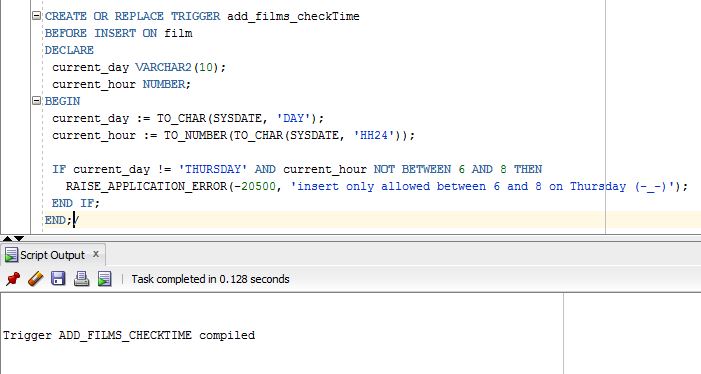 CREATE OR REPLACE TRIGGER add_films_checkTime
BEFORE INSERT ON film
DECLARE
current_day VARCHAR2(10);
current_hour NUMBER;
BEGIN
current_day := TO_CHAR(SYSDATE, 'DAY');
current_hour := TO_NUMBER(TO_CHAR(SYSDATE, 'HH24'));
IF current_day != 'THURSDAY' AND current_hour NOT BETWEEN 6 AND 8 THEN
RAISE_APPLICATION_ERROR(-20500, 'insert only allowed between 6 and 8 on Thursday (-_-)');
END IF;
END;/
Script Output x
Task completed in 0.128 seconds
Trigger ADD_FILMS_CHECKTIME compiled